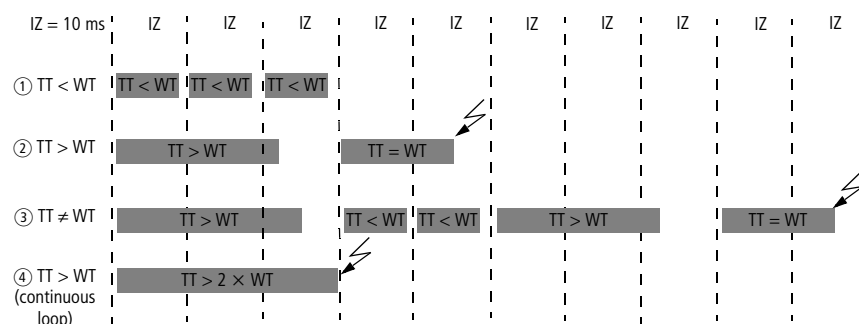 IZ = 10 ms IZ IZ IZ IZ IZ IZ IZ IZ IZ IZ
① TT < WT TT < WT TT < WT TT < WT
② TT > WT TT > WT TT = WT
③ TT ≠ WT TT > WT TT < WT TT < WT TT > WT TT = WT
④ TT > WT TT > 2 × WT
(continuous
loop)